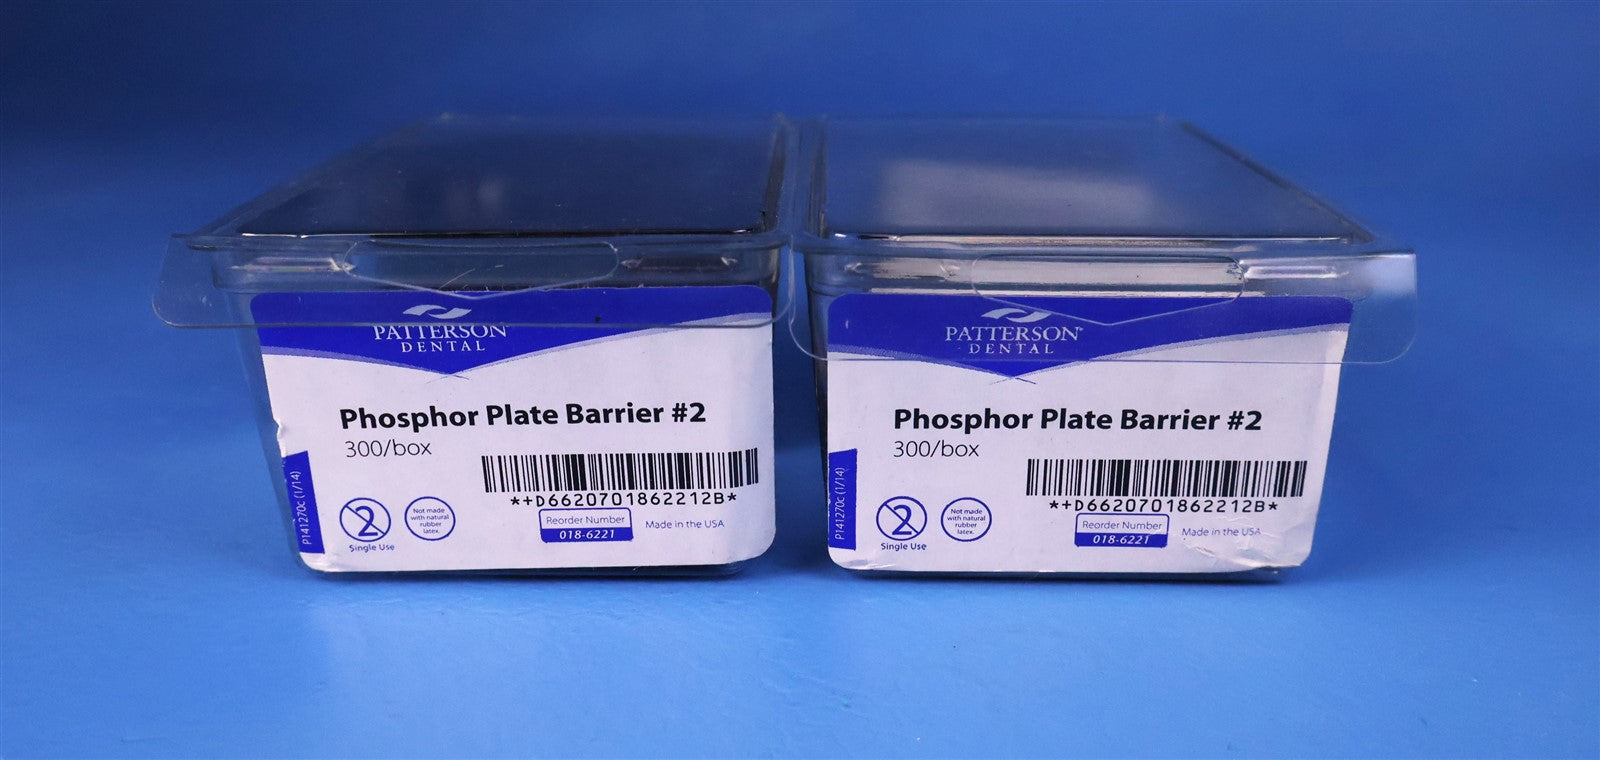 PATTERSON
DENTAL
Phosphor Plate Barrier #2
300/box
*+D6620701862212B*
P141270c (1/14)
2
Single Use
Not made
with natural
rubber
latex.
Reorder Number
018-6221
Made in the USA
PATTERSON
DENTAL
Phosphor Plate Barrier #2
300/box
*+D6620701862212B*
P141270c (1/14)
2
Single Use
Not made
with natural
rubber
latex.
Reorder Number
018-6221
Made in the USA